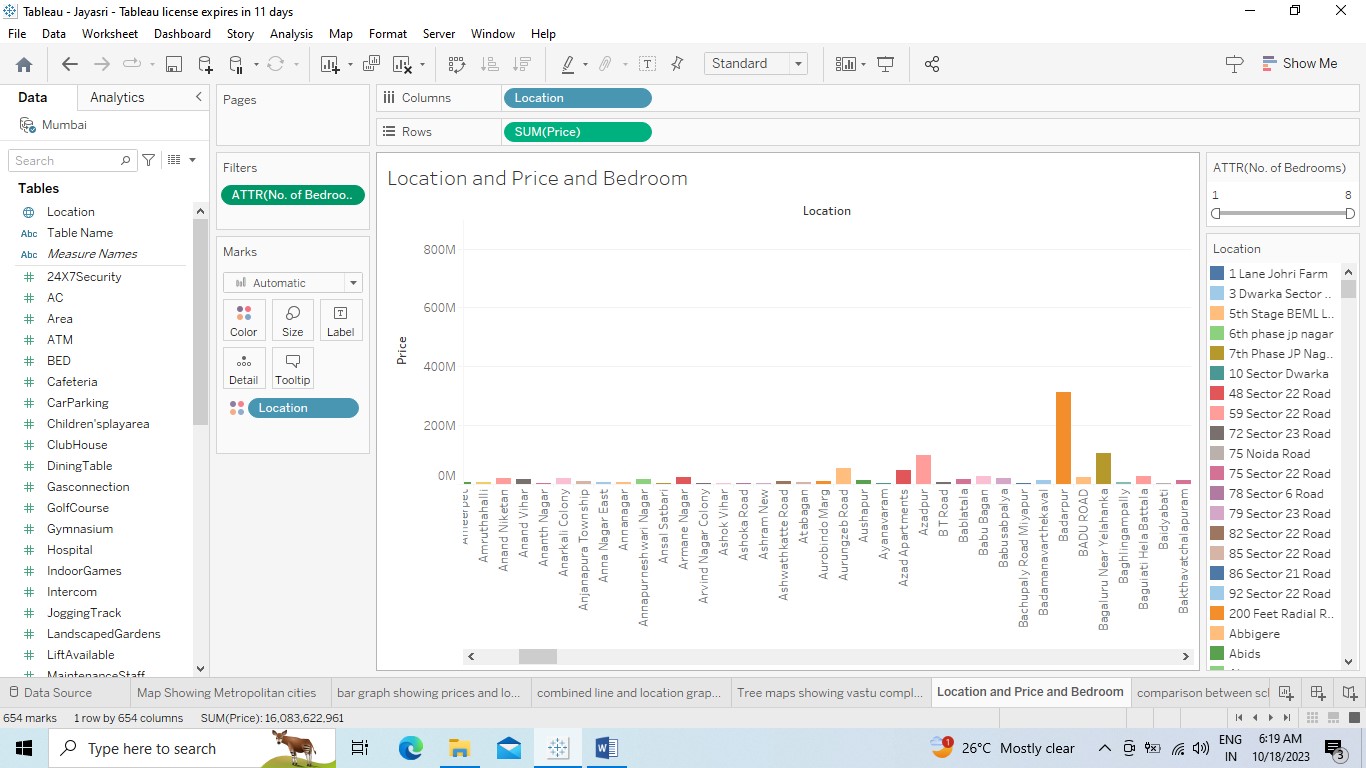 Tableau - Jayasri - Tableau license expires in 11 days
File Data Worksheet Dashboard Story Analysis Map Format Server Window Help
Standard
Show Me
Data Analytics
Mumbai
Search
Tables
Location
Table Name
Measure Names
24X7Security
AC
Area
ATM
BED
Cafeteria
CarParking
Children'splayarea
ClubHouse
DiningTable
Gasconnection
GolfCourse
Gymnasium
Hospital
IndoorGames
Intercom
JoggingTrack
LandscapedGardens
LiftAvailable
MaintenanceStaff
Pages
Filters
ATTR(No. of Bedroo..
Marks
Automatic
Color Size Label
Detail Tooltip
Location
Columns Location
Rows SUM(Price)
Location and Price and Bedroom
Location
Price
800M
600M
400M
200M
0M
Ameerpet
Amruthahalli
Anand Niketan
Anand Vihar
Ananth Nagar
Anarkali Colony
Anjanapura Township
Anna Nagar East
Annanagar
Annapurneshwari Nagar
Ansal Satbari
Armane Nagar
Arvind Nagar Colony
Ashok Vihar
Ashoka Road
Ashram New
Ashwathkatte Road
Atabagan
Aurobindo Marg
Aurungzeb Road
Aushapur
Ayanavaram
Azad Apartments
Azadpur
B T Road
Bablatala
Babu Bagan
Babusabpalya
Bachupaly Road Miyapur
Badamanavarthekaval
Badarpur
BADU ROAD
Bagaluru Near Yelahanka
Baghlingampally
Baguiati Hela Battala
Baidyabati
Bakthavatchalapuram
ATTR(No. of Bedrooms)
1 8
Location
1 Lane Johri Farm
3 Dwarka Sector ..
5th Stage BEML L..
6th phase jp nagar
7th Phase JP Nag..
10 Sector Dwarka
48 Sector 22 Road
59 Sector 22 Road
72 Sector 23 Road
75 Noida Road
75 Sector 22 Road
78 Sector 6 Road
79 Sector 23 Road
82 Sector 22 Road
85 Sector 22 Road
86 Sector 21 Road
92 Sector 22 Road
200 Feet Radial R..
Abbigere
Abids
Data Source Map Showing Metropolitan cities bar graph showing prices and lo... combined line and location grap... Tree maps showing vastu compl... Location and Price and Bedroom comparison between scl
654 marks 1 row by 654 columns SUM(Price): 16,083,622,961
Type here to search
1
26°C Mostly clear
ENG
IN
6:19 AM
10/18/2023
3